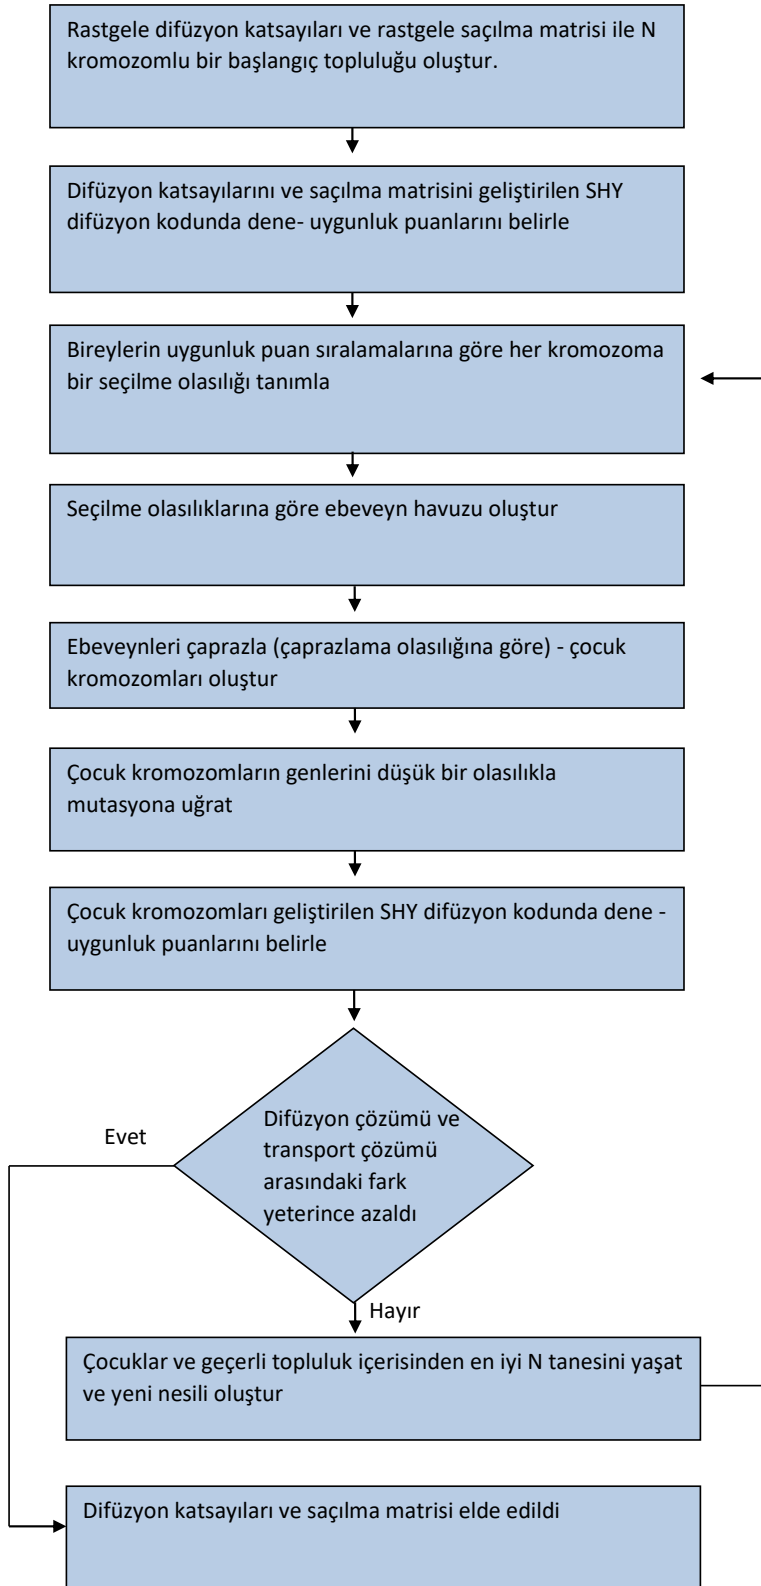 Rastgele difüzyon katsayıları ve rastgele saçılma matrisi ile N
kromozomlu bir başlangıç topluluğu oluştur.
Difüzyon katsayılarını ve saçılma matrisini geliştirilen SHY
difüzyon kodunda dene- uygunluk puanlarını belirle
Bireylerin uygunluk puan sıralamalarına göre her kromozoma
bir seçilme olasılığı tanımla
Seçilme olasılıklarına göre ebeveyn havuzu oluştur
Ebeveynleri çaprazla (çaprazlama olasılığına göre) - çocuk
kromozomları oluştur
Çocuk kromozomların genlerini düşük bir olasılıkla
mutasyona uğrat
Çocuk kromozomları geliştirilen SHY difüzyon kodunda dene -
uygunluk puanlarını belirle
Difüzyon çözümü ve
transport çözümü
arasındaki fark
yeterince azaldı
Evet
Hayır
Çocuklar ve geçerli topluluk içerisinden en iyi N tanesini yaşat
ve yeni nesili oluştur
Difüzyon katsayıları ve saçılma matrisi elde edildi